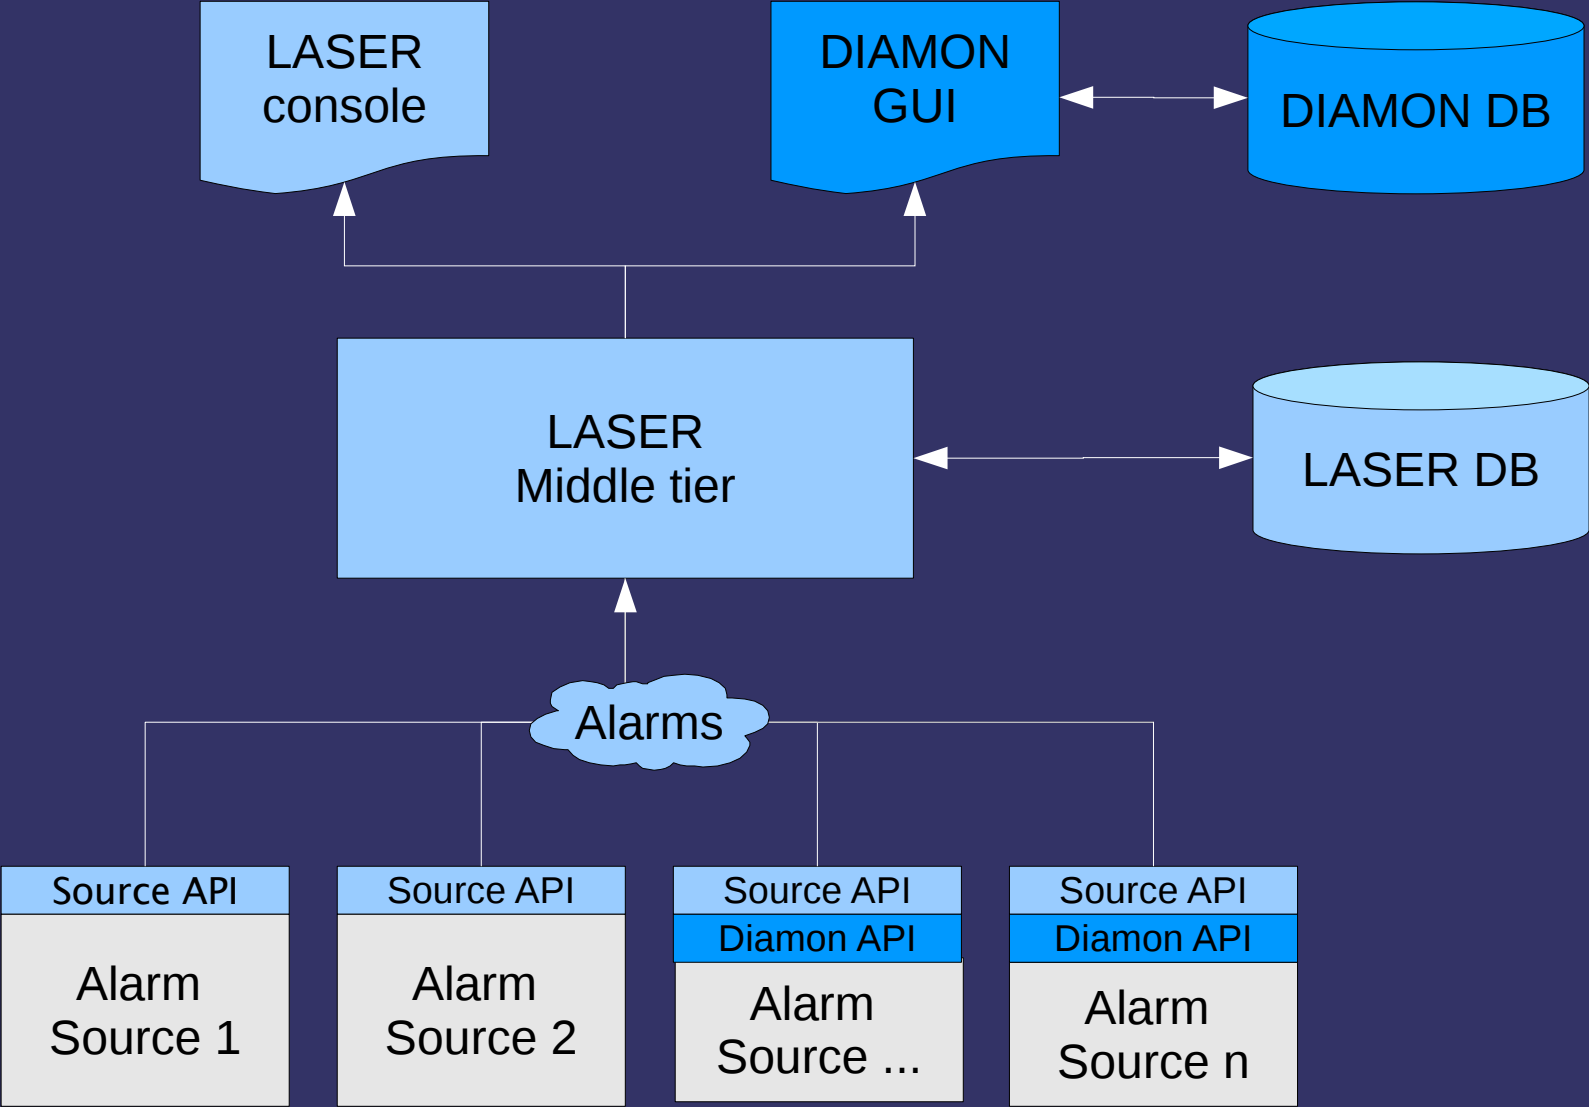 LASER
console
DIAMON
GUI
DIAMON DB
LASER
Middle tier
LASER DB
Alarms
Source API
Alarm
Source 1
Source API
Alarm
Source 2
Source API
Diamon API
Alarm
Source ...
Source API
Diamon API
Alarm
Source n